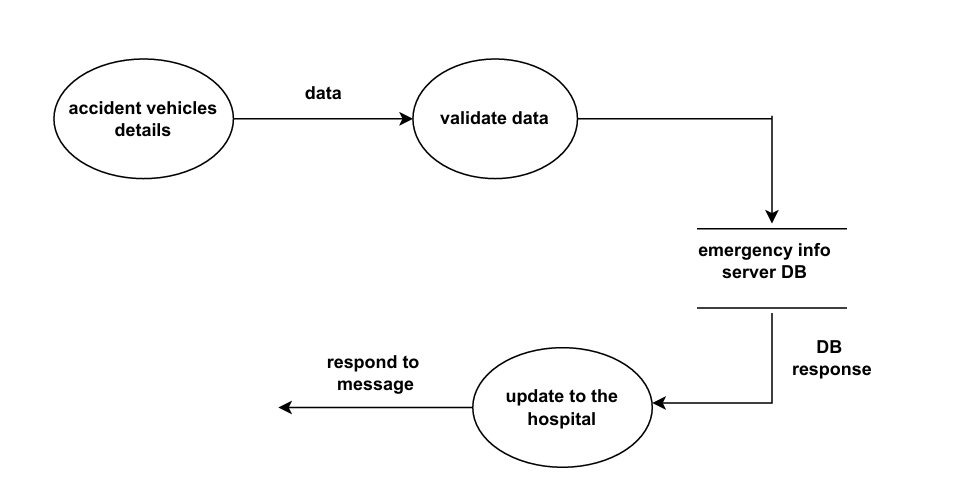 data
accident vehicles
details
validate data
emergency info
server DB
DB
response
respond to
message
update to the
hospital